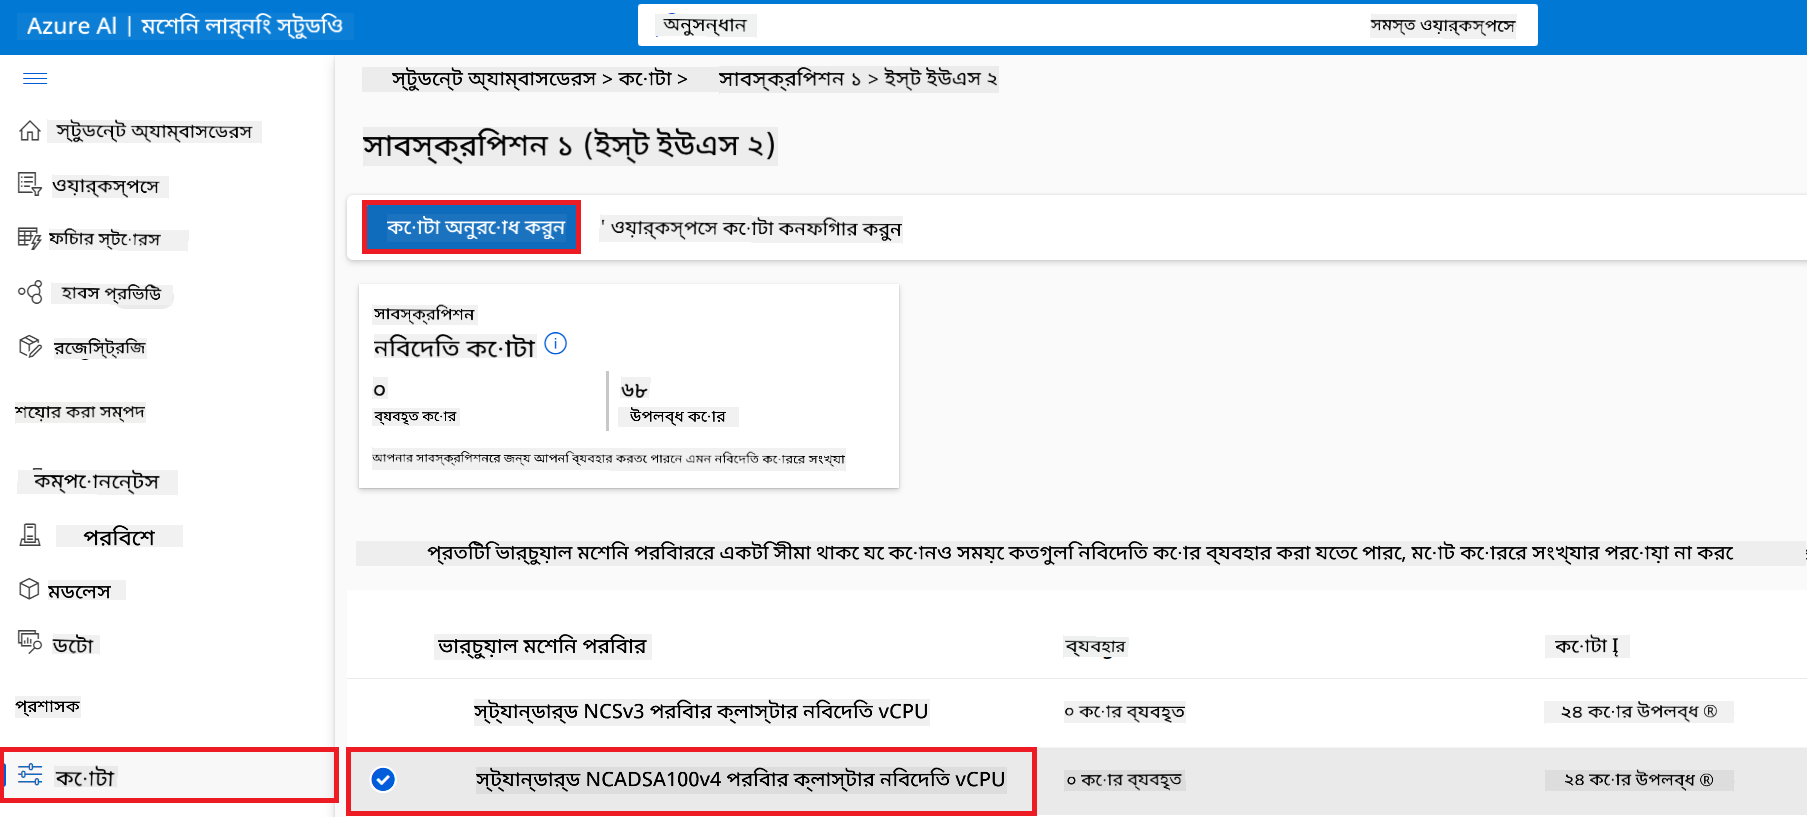 Azure AI | মেশিন লার্নিং স্টুডিও
অনুসন্ধান
সমস্ত ওয়ার্কস্পেসে
স্টুডেন্ট অ্যাম্বাসেডরস > কোটা > সাবস্ক্রিপশন ১ > ইস্ট ইউএস ২
স্টুডেন্ট অ্যাম্বাসেডরস
সাবস্ক্রিপশন ১ (ইস্ট ইউএস ২)
ওয়ার্কস্পেসে
কোটা অনুরোধ করুন
' ওয়ার্কস্পেসে কোটা কনফিগার করুন
ফিচার স্টোরস
হাবস প্রিভিউ
রেজিস্ট্রি
সাবস্ক্রিপশন
নিবেদিত কোটা
০
৬৮
ব্যবহৃত কোর
উপলব্ধ কোর
আপনার সাবস্ক্রিপশনের জন্য আপনি ব্যবহার করতে পারেন এমন নিবেদিত কোরের সংখ্যা
শেয়ার করা সম্পদ
কম্পোনেন্টস
পরিবেশ
মডেলস
ডেটা
প্রতিটি ভার্চুয়াল মেশিন পরিবারের একটি সীমা থাকে যে কোনও সময়ে কতগুলি নিবেদিত কোর ব্যবহার করা যেতে পারে, মোট কোরের সংখ্যার পরোয়া না করে
ভার্চুয়াল মেশিন পরিবার
ব্যবহার
কোটা
প্রশাসক
স্ট্যান্ডার্ড NCSv3 পরিবার ক্লাস্টার নিবেদিত vCPU
০ কোর ব্যবহৃত
২৪ কোর উপলব্ধ ®
কোটা
স্ট্যান্ডার্ড NCADSA100v4 পরিবার ক্লাস্টার নিবেদিত vCPU
০ কোর ব্যবহৃত
২৪ কোর উপলব্ধ ®